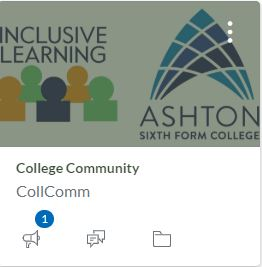 INCLUSIVE
LEARNING
ASHTON
SIXTH FORM COLLEGE
College Community
CollComm
1